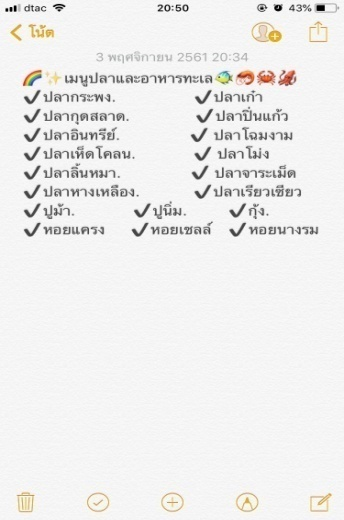 dtac 20:50 43%
โน้ต
3 พฤศจิกายน 2561 20:34
🌈✨เมนูปลาและอาหารทะเล🐠🦐🦀🦑
✔ปลากระพง. ✔ปลาเก๋า
✔ปลากุดสลาด. ✔ปลาปิ่นแก้ว
✔ปลาอินทรีย์. ✔ปลาโฉมงาม
✔ปลาเห็ดโคลน. ✔ ปลาโม่ง
✔ปลาลิ้นหมา. ✔ ปลาจาระเม็ด
✔ปลาหางเหลือง. ✔ปลาเรียวเซียว
✔ปูม้า. ✔ปูนิ่ม. ✔กุ้ง.
✔หอยแครง ✔หอยเชลล์ ✔หอยนางรม